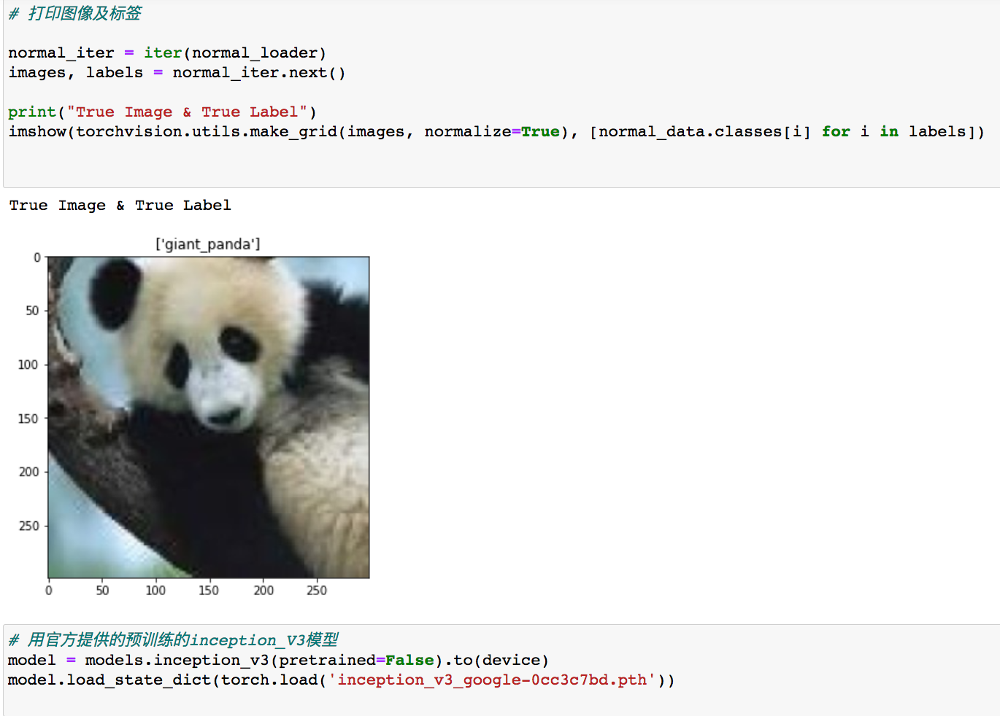 # 打印图像及标签
normal_iter = iter(normal_loader)
images, labels = normal_iter.next()
print("True Image & True Label")
imshow(torchvision.utils.make_grid(images, normalize=True), [normal_data.classes[i] for i in labels])
True Image & True Label
['giant_panda']
0
50
100
150
200
250
0 50 100 150 200 250
# 用官方提供的预训练的inception_V3模型
model = models.inception_v3(pretrained=False).to(device)
model.load_state_dict(torch.load('inception_v3_google-0cc3c7bd.pth'))